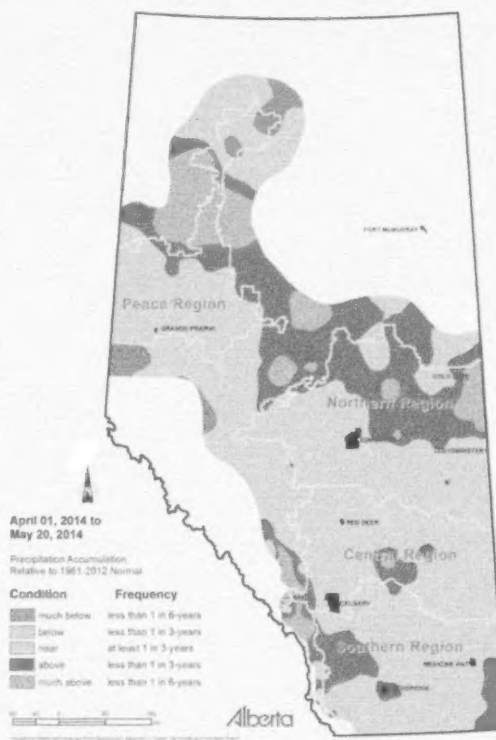 FORT McMURRAY
Peace Region
GRANDE PRAIRIE
Northern Region
RED DEER
Central Region
CALGARY
Southern Region
MEDICINE HAT
April 01, 2014 to
May 20, 2014
Precipitation Accumulation,
Relative to 1961-2012 Normal
Condition Frequency
much below less than 1 in 6-years
below less than 1 in 3-years
near at least 1 in 3-years
above less than 1 in 3-years
much above less than 1 in 6-years
Alberta